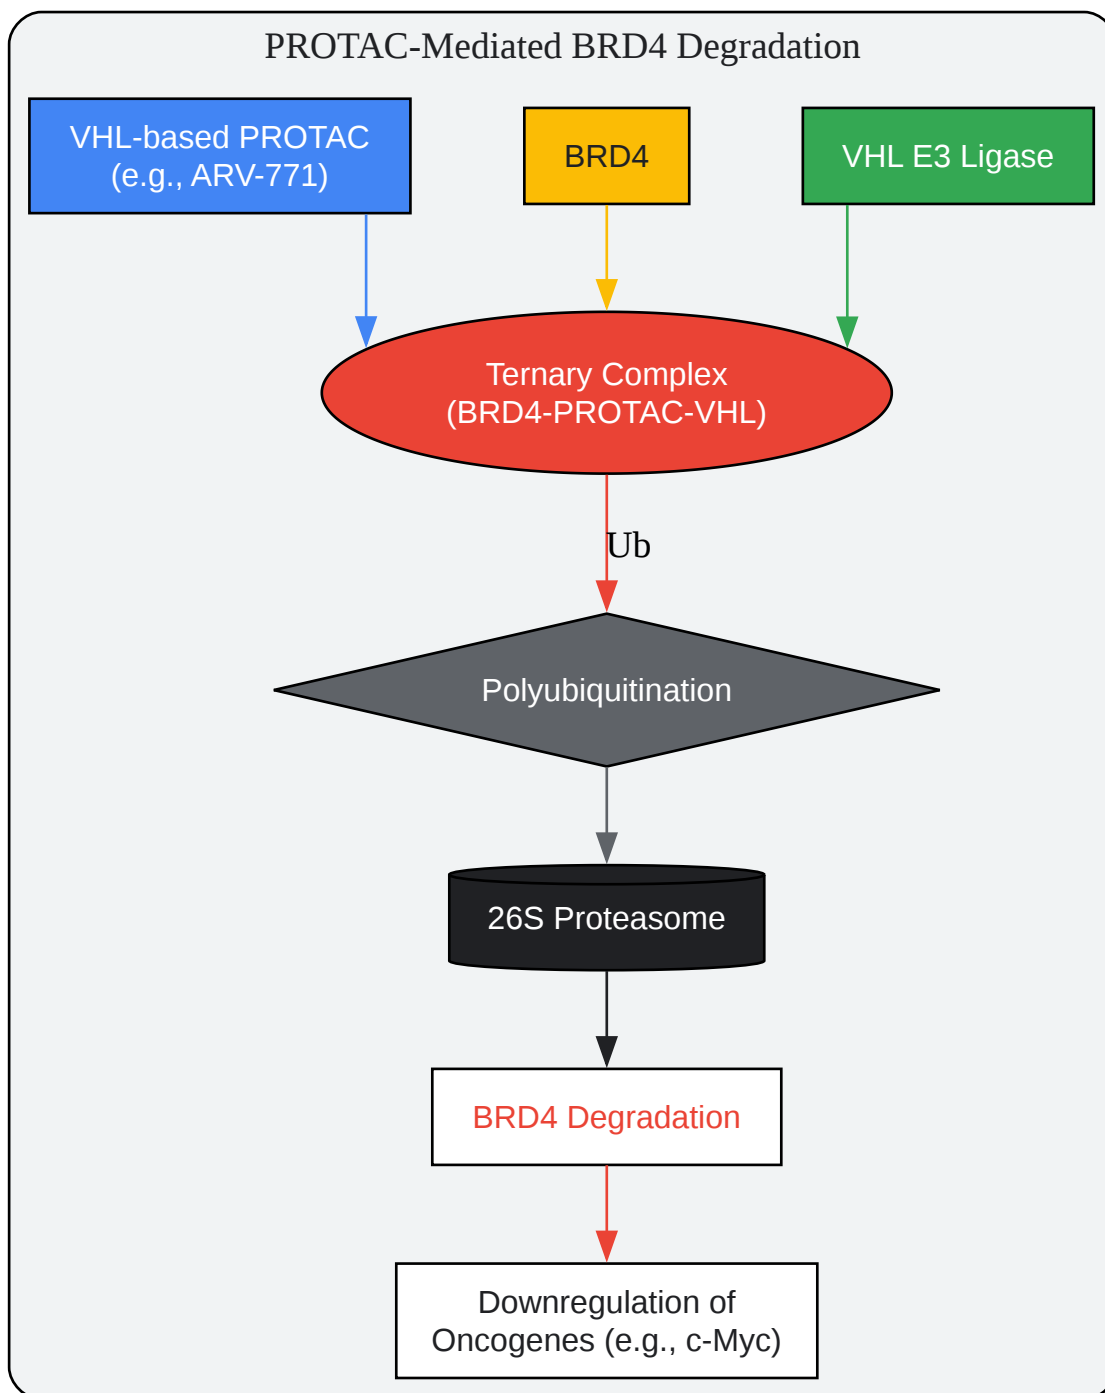 PROTAC-Mediated BRD4 Degradation
VHL-based PROTAC
(e.g., ARV-771)
BRD4
VHL E3 Ligase
Ternary Complex
(BRD4-PROTAC-VHL)
Ub
Polyubiquitination
26S Proteasome
BRD4 Degradation
Downregulation of
Oncogenes (e.g., c-Myc)